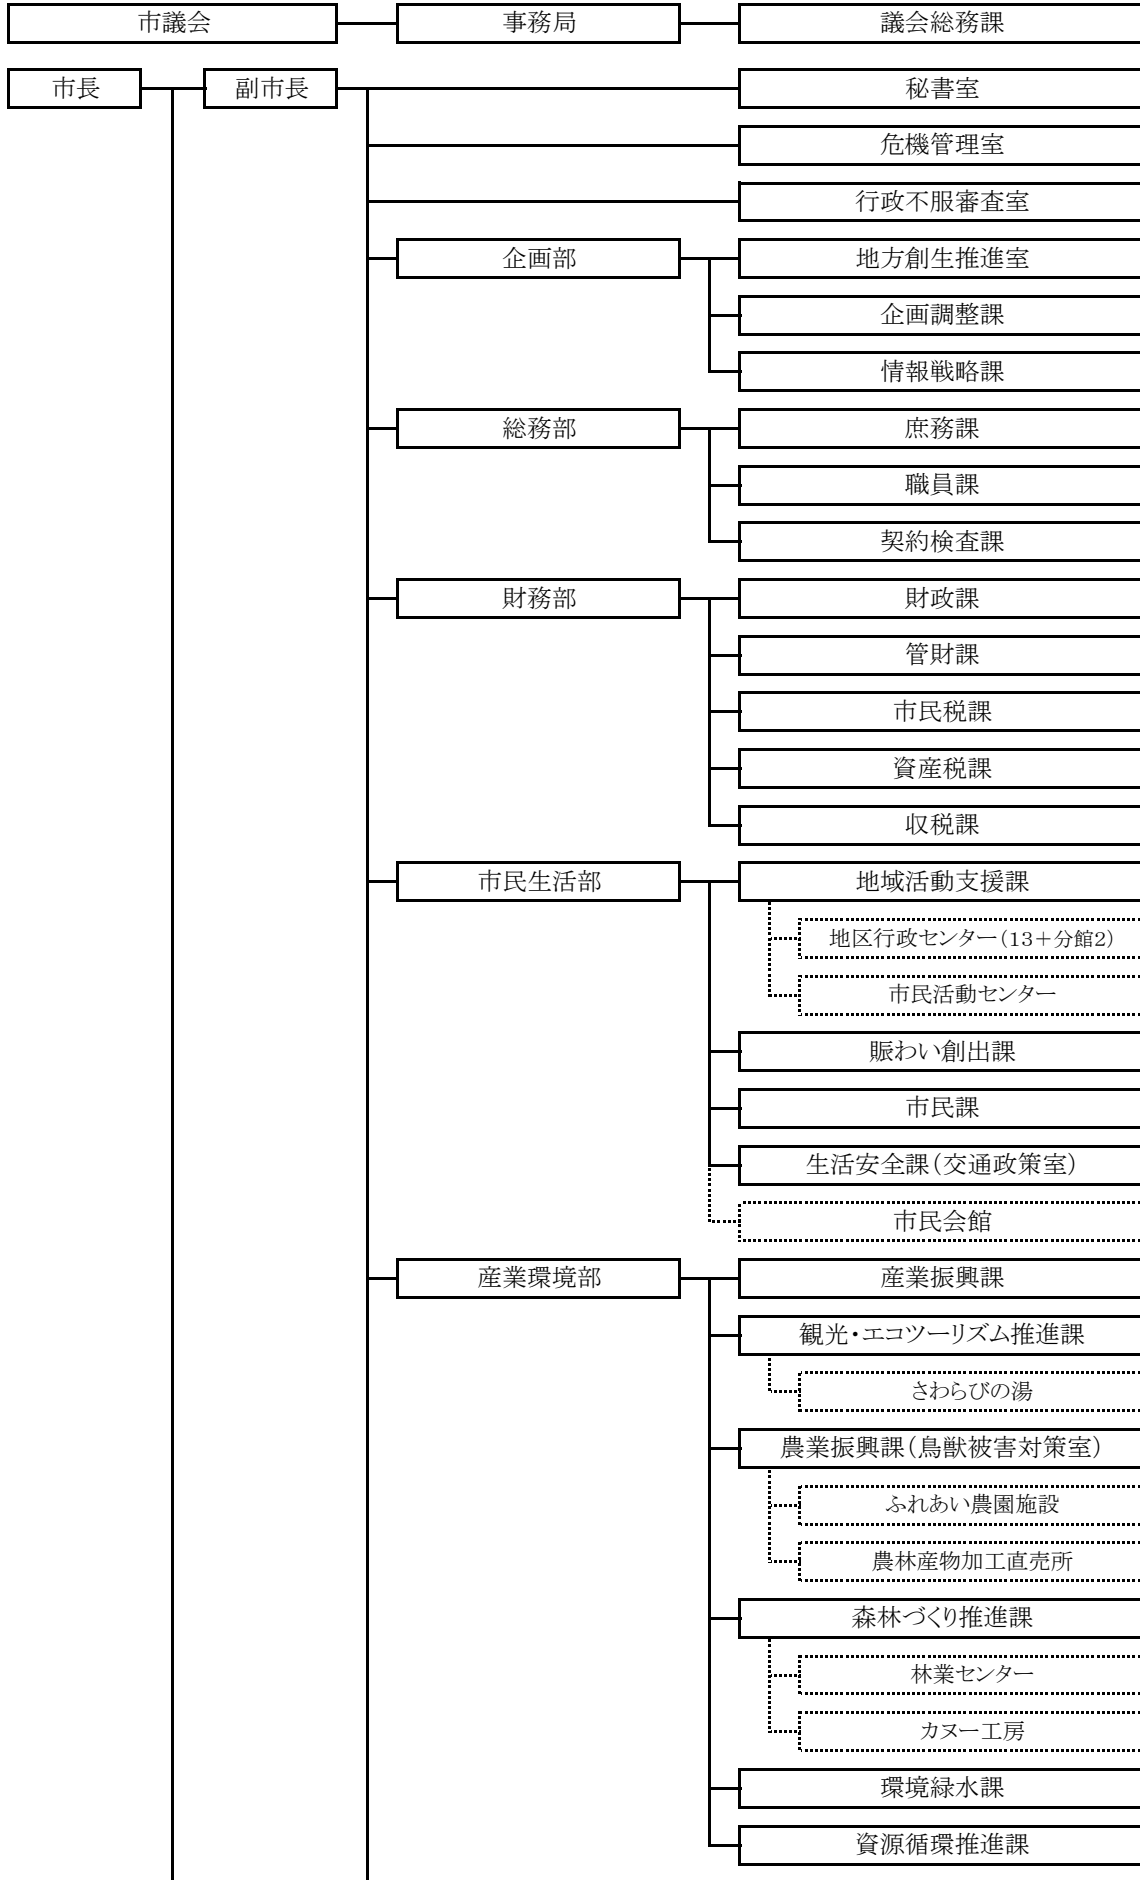 市議会 事務局 議会総務課
市長 副市長 秘書室
危機管理室
行政不服審査室
企画部 地方創生推進室
企画調整課
情報戦略課
総務部 庶務課
職員課
契約検査課
財務部 財政課
管財課
市民税課
資産税課
収税課
市民生活部 地域活動支援課
地区行政センター(13+分館2)
市民活動センター
賑わい創出課
市民課
生活安全課(交通政策室)
市民会館
産業環境部 産業振興課
観光・エコツーリズム推進課
さわらびの湯
農業振興課(鳥獣被害対策室)
ふれあい農園施設
農林産物加工直売所
森林づくり推進課
林業センター
カヌー工房
環境緑水課
資源循環推進課